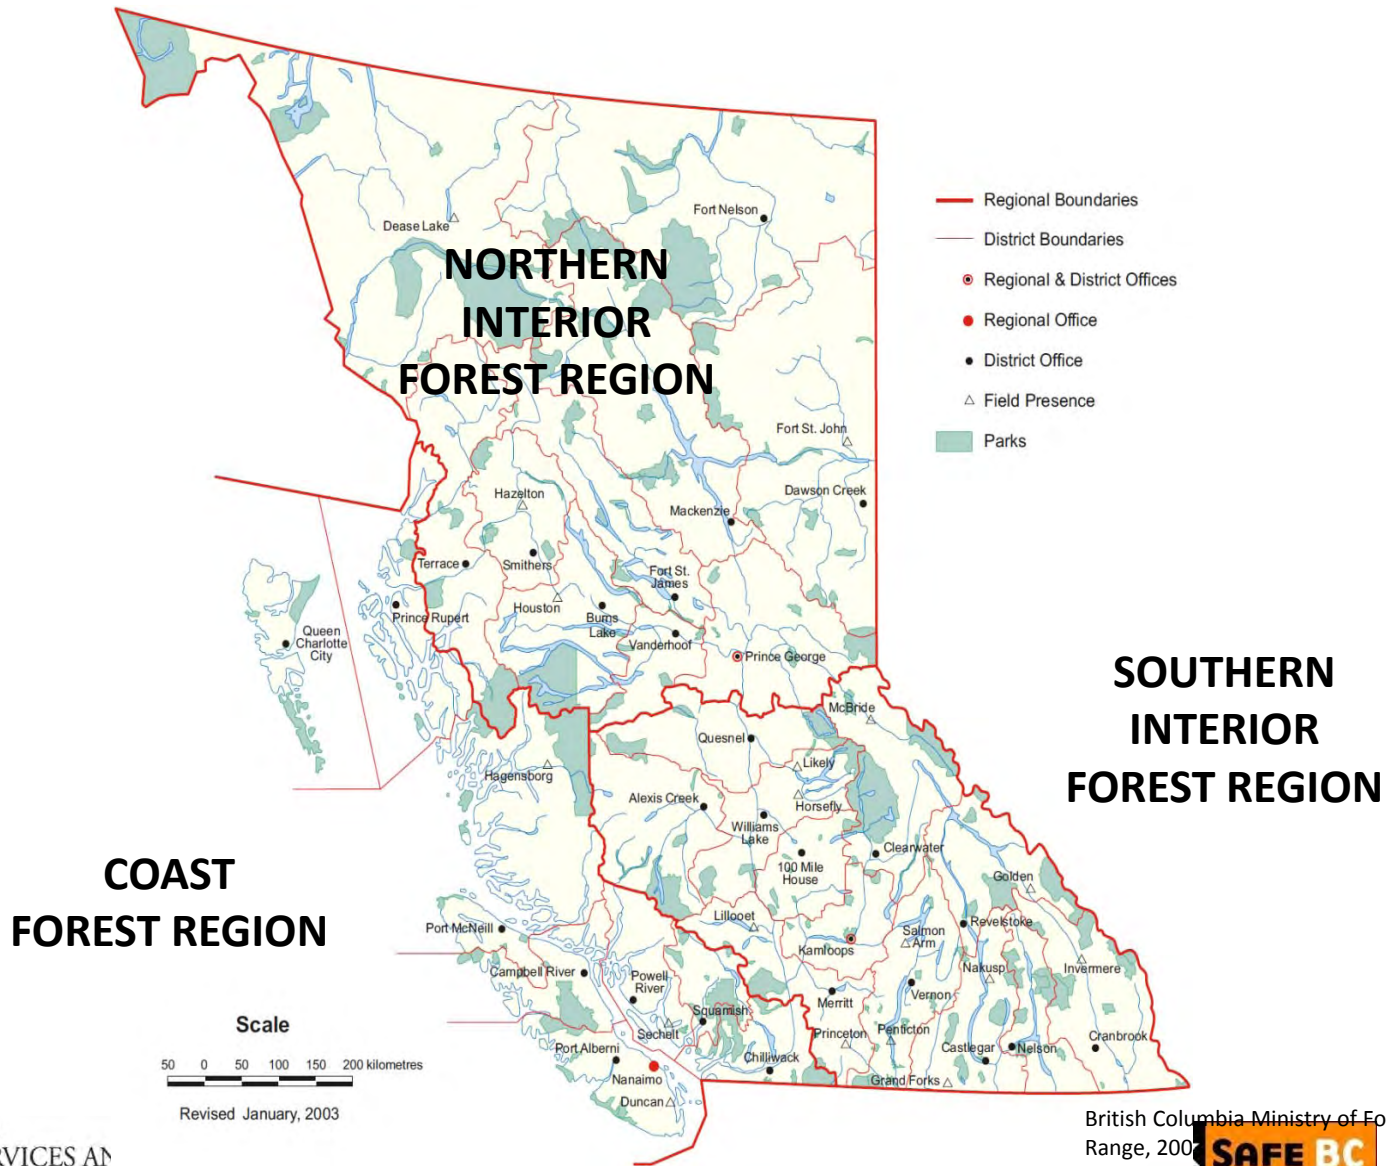 Dease Lake
Fort Nelson
NORTHERN
INTERIOR
FOREST REGION
Regional Boundaries
District Boundaries
Regional & District Offices
Regional Office
District Office
Field Presence
Parks
Fort St. John
Dawson Creek
Hazelton
Mackenzie
Terrace
Smithers
Fort St.
James
Houston
Burns
Lake
Prince Rupert
Vanderhoof
Queen
Charlotte
City
Prince George
SOUTHERN
INTERIOR
FOREST REGION
McBride
Quesnel
Likely
Hagensborg
Alexis Creek
Horsefly
Williams
Lake
Clearwater
100 Mile
House
Golden
COAST
FOREST REGION
Port McNeill
Lillooet
Revelstoke
Salmon
Arm
Kamloops
Campbell River
Powell
River
Nakusp
Invermere
Vernon
Merritt
Squamish
Sechelt
Princeton
Penticton
Cranbrook
Castlegar
Nelson
Port Alberni
Chilliwack
Nanaimo
Grand Forks
Duncan
Scale
50 0 50 100 150 200 kilometres
Revised January, 2003
British Columbia Ministry of Fo
Range, 200
RVICES AN
SAFE BC